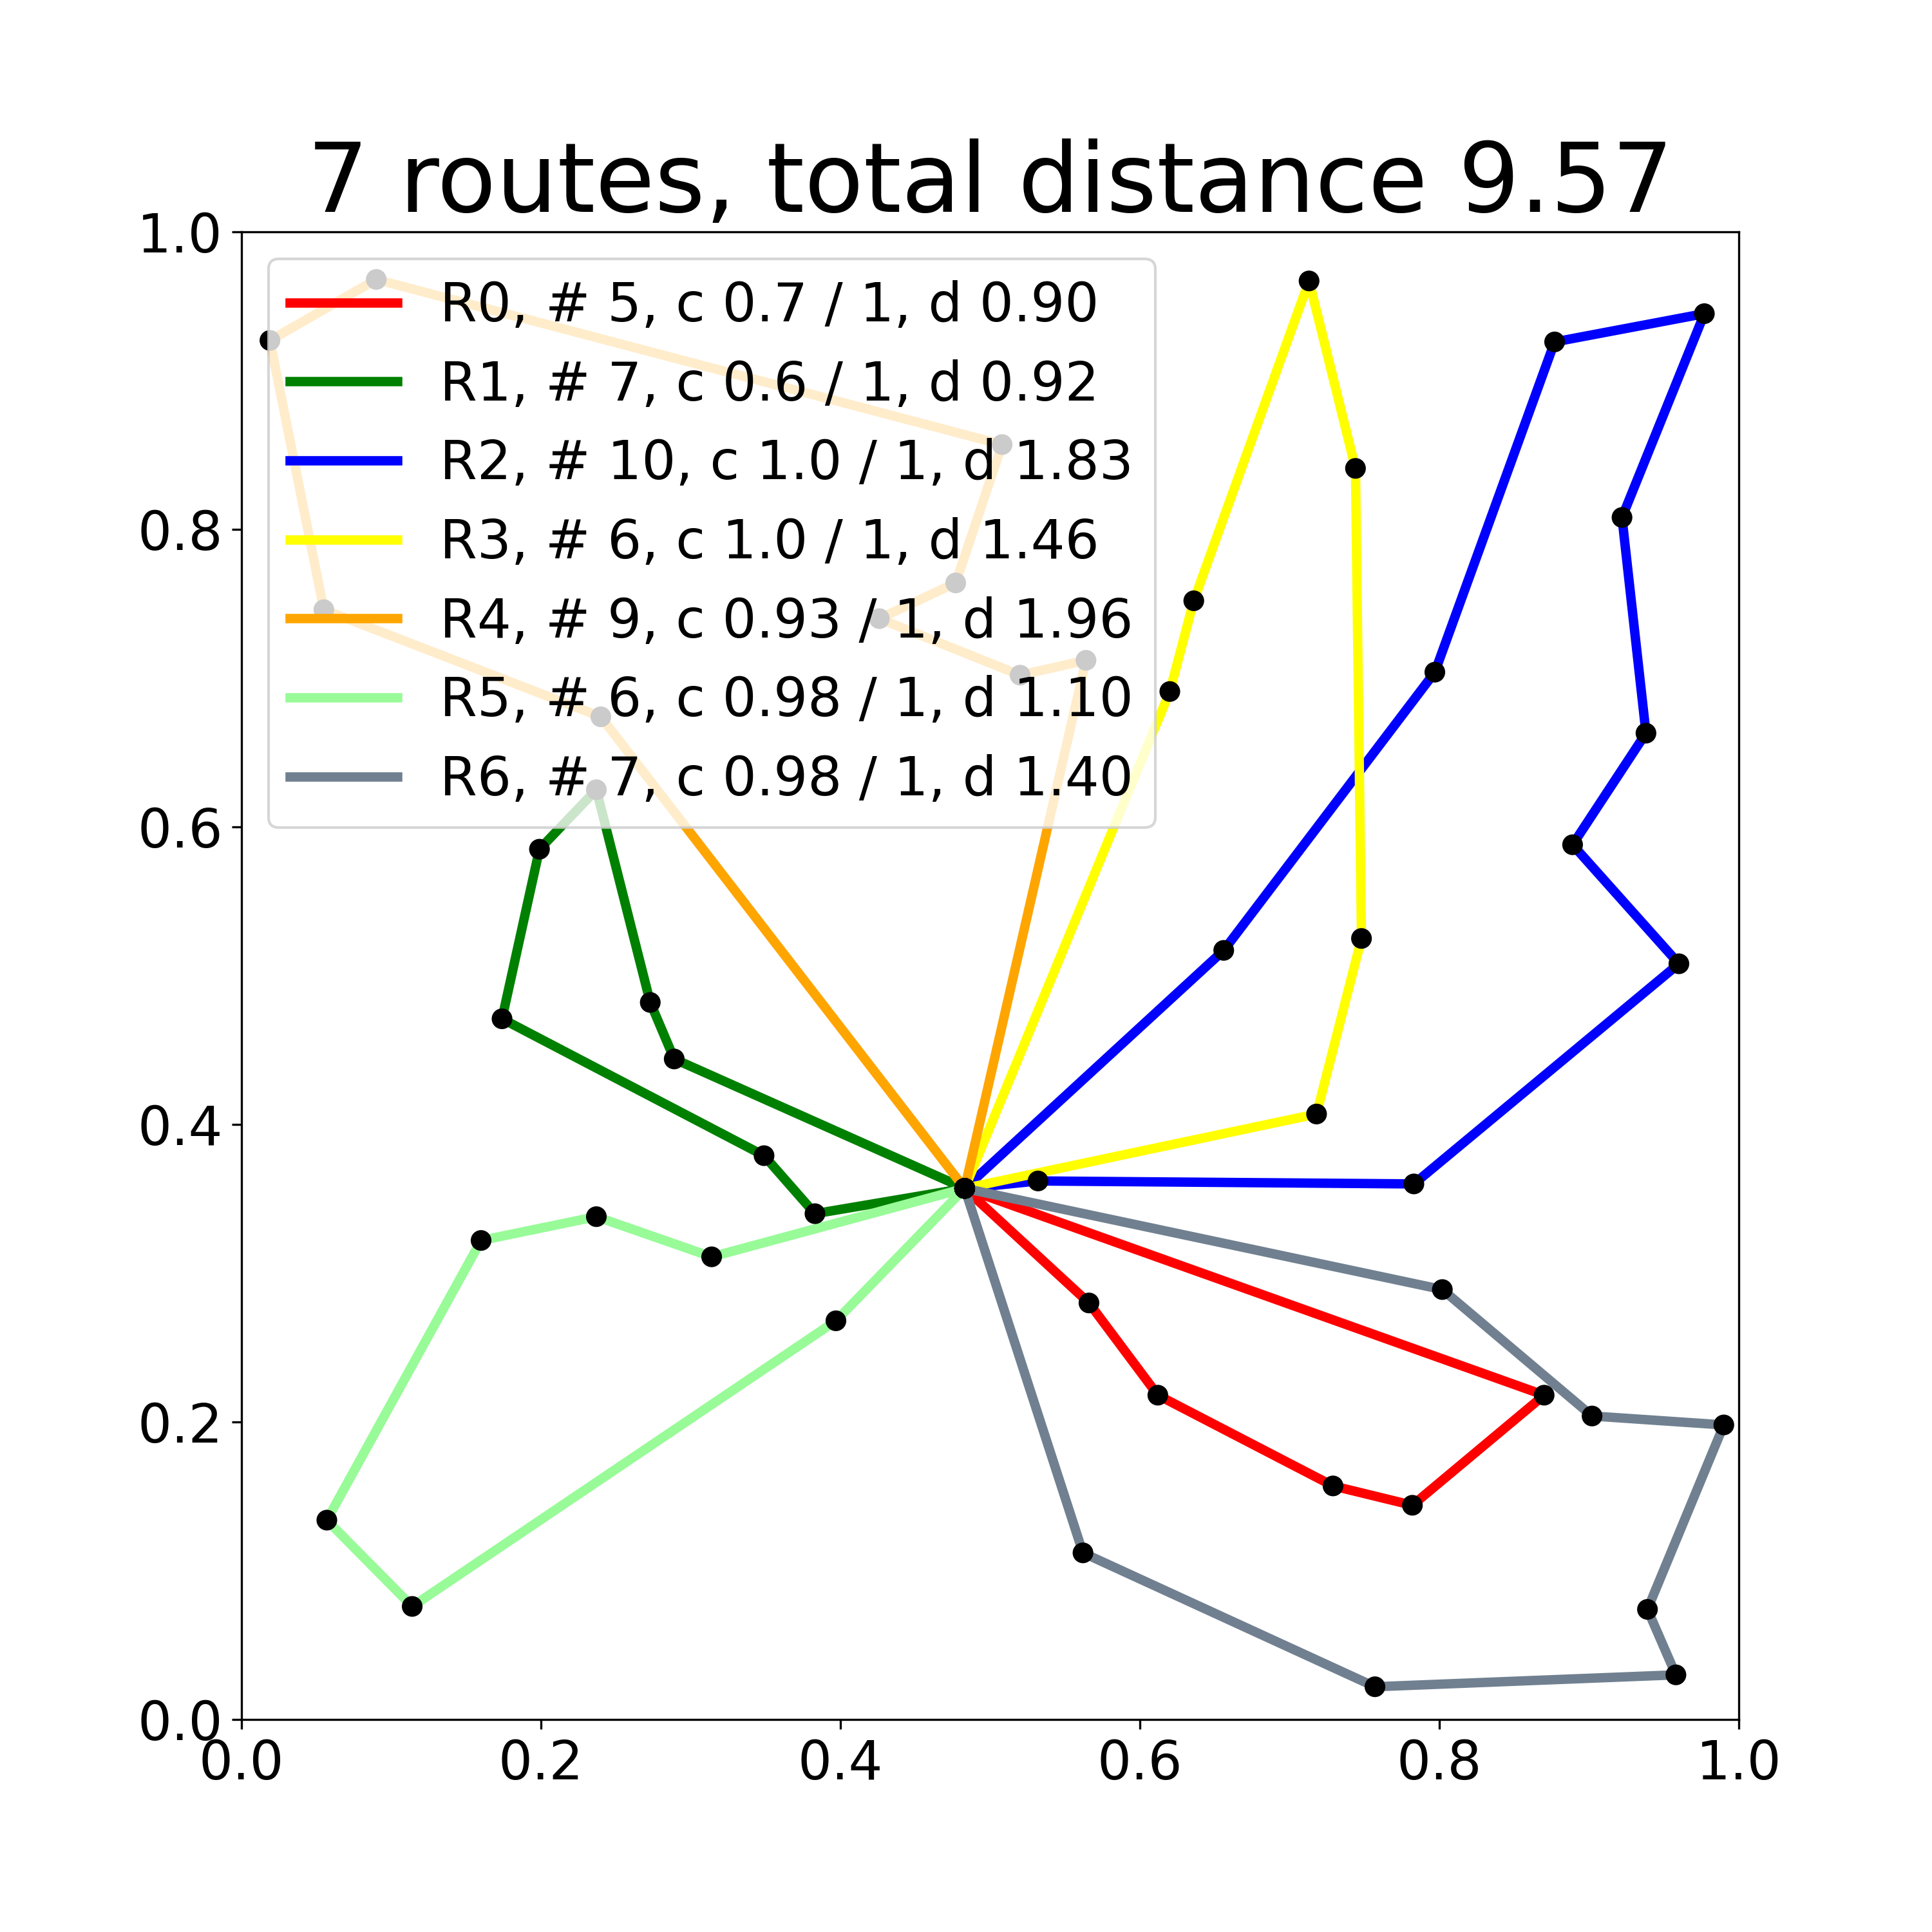 7 routes, total distance 9.57
1.0
0.8
0.6
0.4
0.2
0.0
R0, # 5, c 0.7 / 1, d 0.90
R1, # 7, c 0.6 / 1, d 0.92
R2, # 10, c 1.0 / 1, d 1.83
R3, # 6, c 1.0 / 1, d 1.46
R4, # 9, c 0.93 / 1, d 1.96
R5, # 6, c 0.98 / 1, d 1.10
R6, # 7, c 0.98 / 1, d 1.40
0.0 0.2 0.4 0.6 0.8 1.0